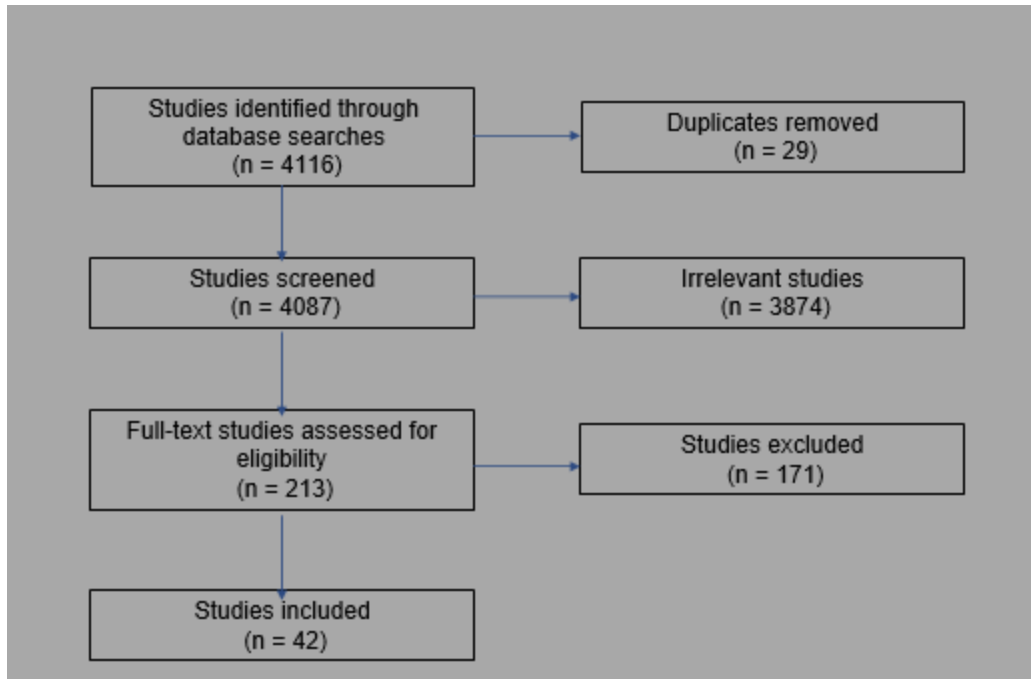 Studies identified through
database searches
(n = 4116)
Duplicates removed
(n = 29)
Studies screened
(n = 4087)
Irrelevant studies
(n = 3874)
Full-text studies assessed for
eligibility
(n = 213)
Studies excluded
(n = 171)
Studies included
(n = 42)